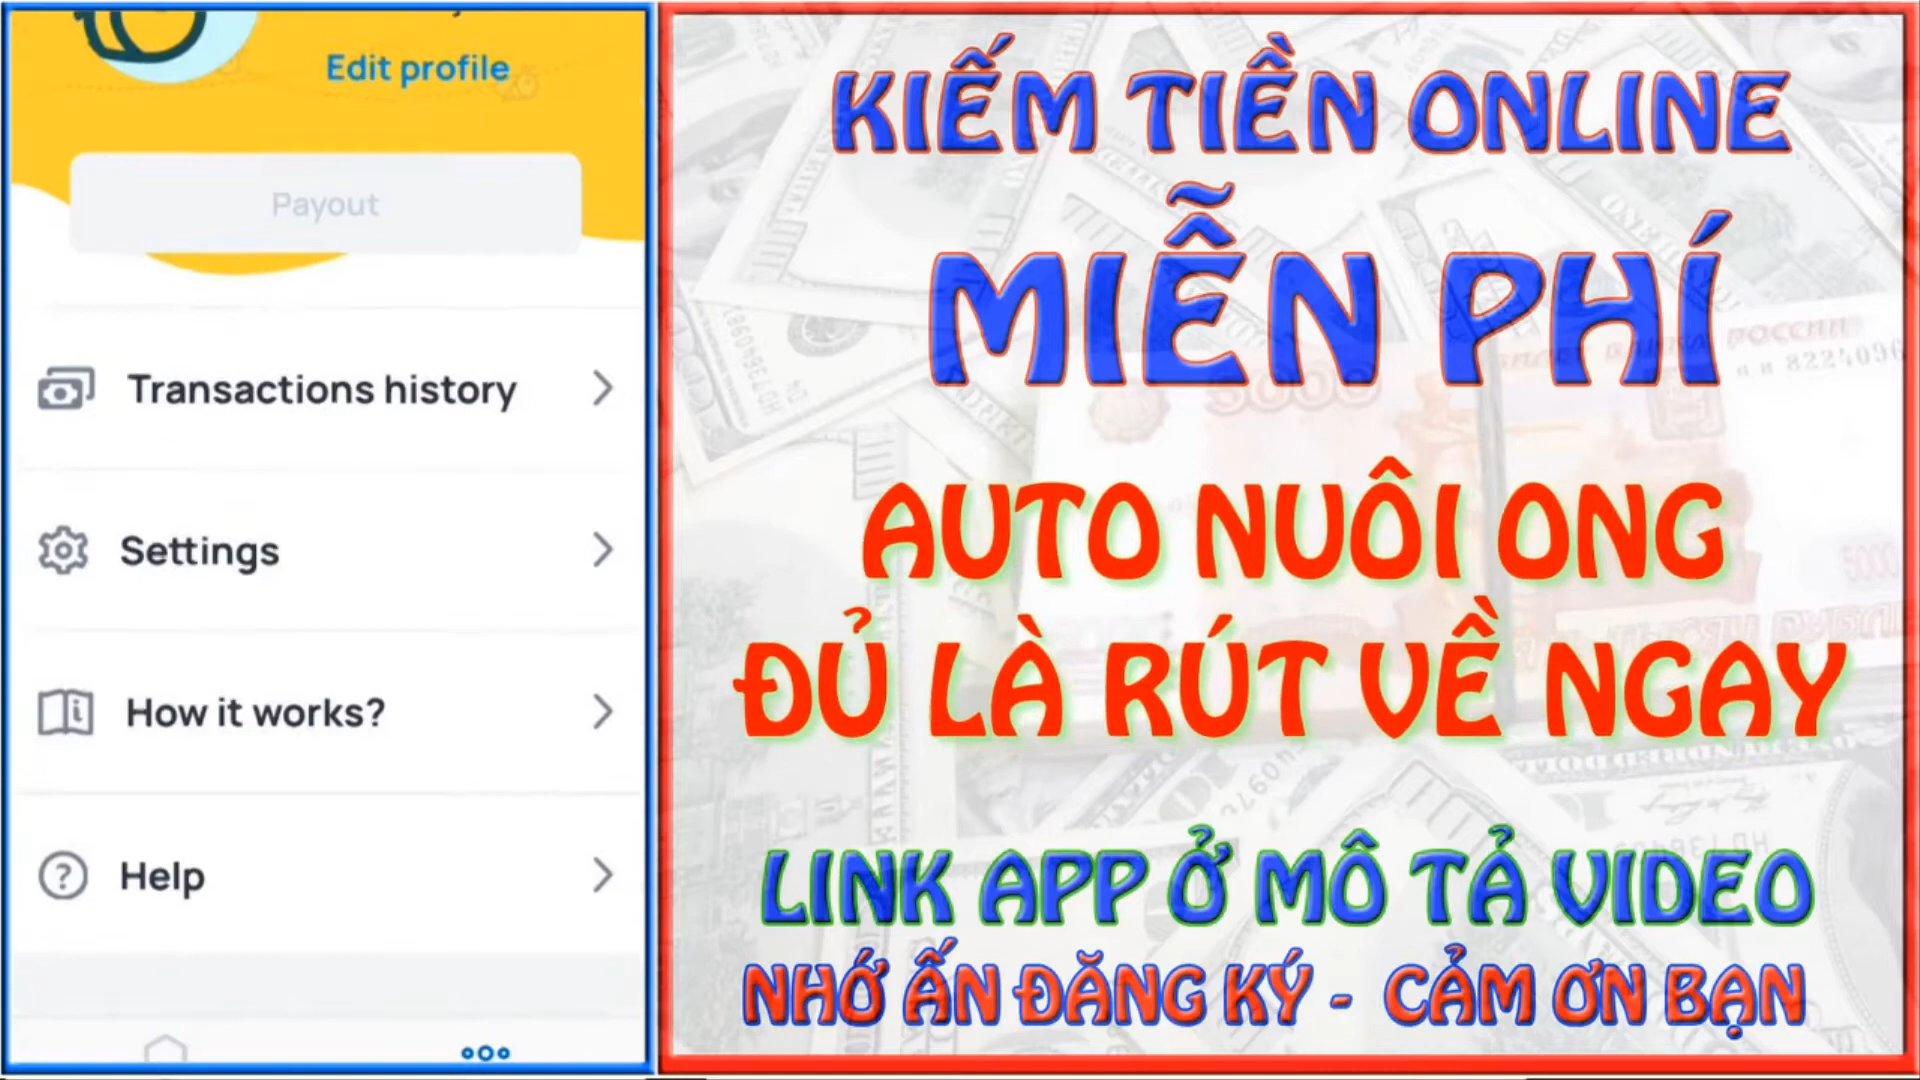 Edit profile
Payout
Transactions history
Settings
How it works?
Help
KIẾM TIỀN ONLINE
MIỄN PHÍ
AUTO NUÔI ONG
ĐỦ LÀ RÚT VỀ NGAY
LINK APP Ở MÔ TẢ VIDEO
NHỚ ẤN ĐĂNG KÝ - CẢM ƠN BẠN